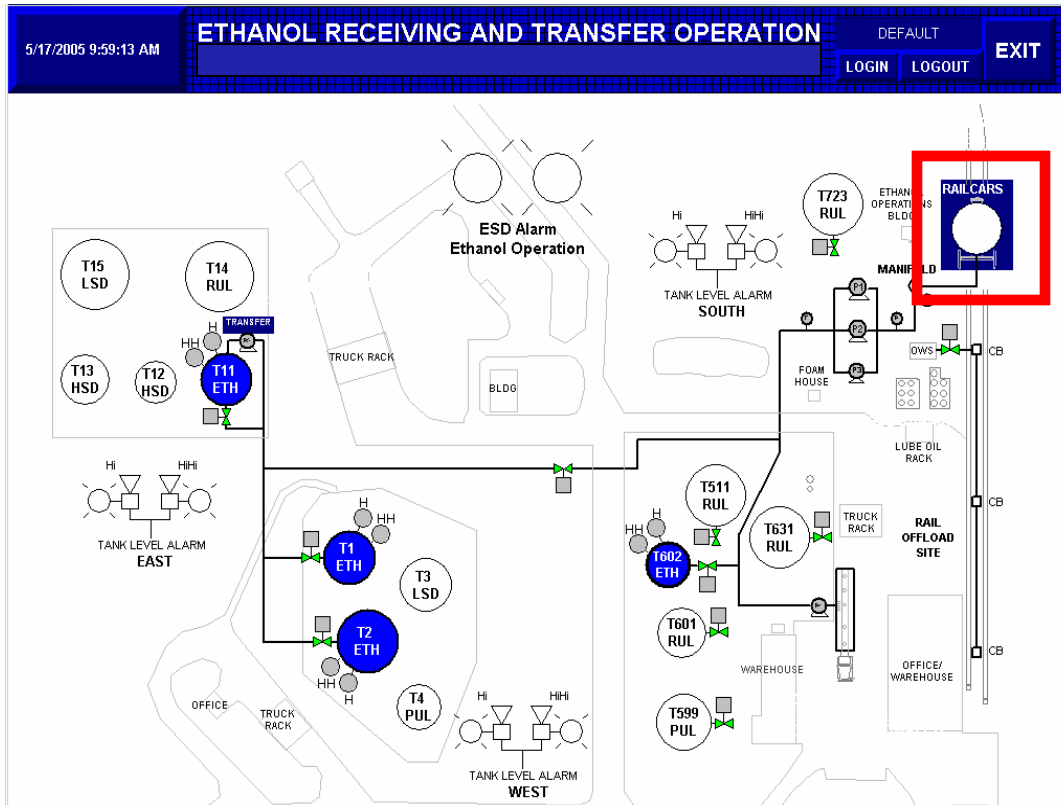 5/17/2005 9:59:13 AM
ETHANOL RECEIVING AND TRANSFER OPERATION
DEFAULT
LOGIN
LOGOUT
EXIT
ESD Alarm
Ethanol Operation
T723
RUL
ETHANOL
OPERATIONS
BLDG
RAILCARS
Hi
HiHi
TANK LEVEL ALARM
SOUTH
MANIFOLD
P1
P2
P3
T15
LSD
T14
RUL
TRANSFER
H
HH
T11
ETH
T13
HSD
T12
HSD
TRUCK RACK
BLDG
FOAM
HOUSE
OWS
CB
LUBE OIL
RACK
Hi
HiHi
TANK LEVEL ALARM
EAST
H
HH
T1
ETH
T3
LSD
T2
ETH
HH
H
T4
PUL
OFFICE
TRUCK
RACK
T511
RUL
H
HH
T602
ETH
T631
RUL
TRUCK
RACK
CB
RAIL
OFFLOAD
SITE
T601
RUL
WAREHOUSE
OFFICE/
WAREHOUSE
CB
T599
PUL
Hi
HiHi
TANK LEVEL ALARM
WEST